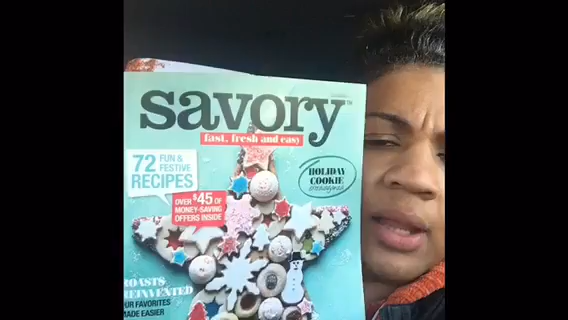 savory
fast, fresh and easy
72 FUN &
FESTIVE
RECIPES
OVER $45 OF
MONEY-SAVING
OFFERS INSIDE
HOLIDAY
COOKIE
ROASTS
REINVENTED
OUR FAVORITES
MADE EASIER